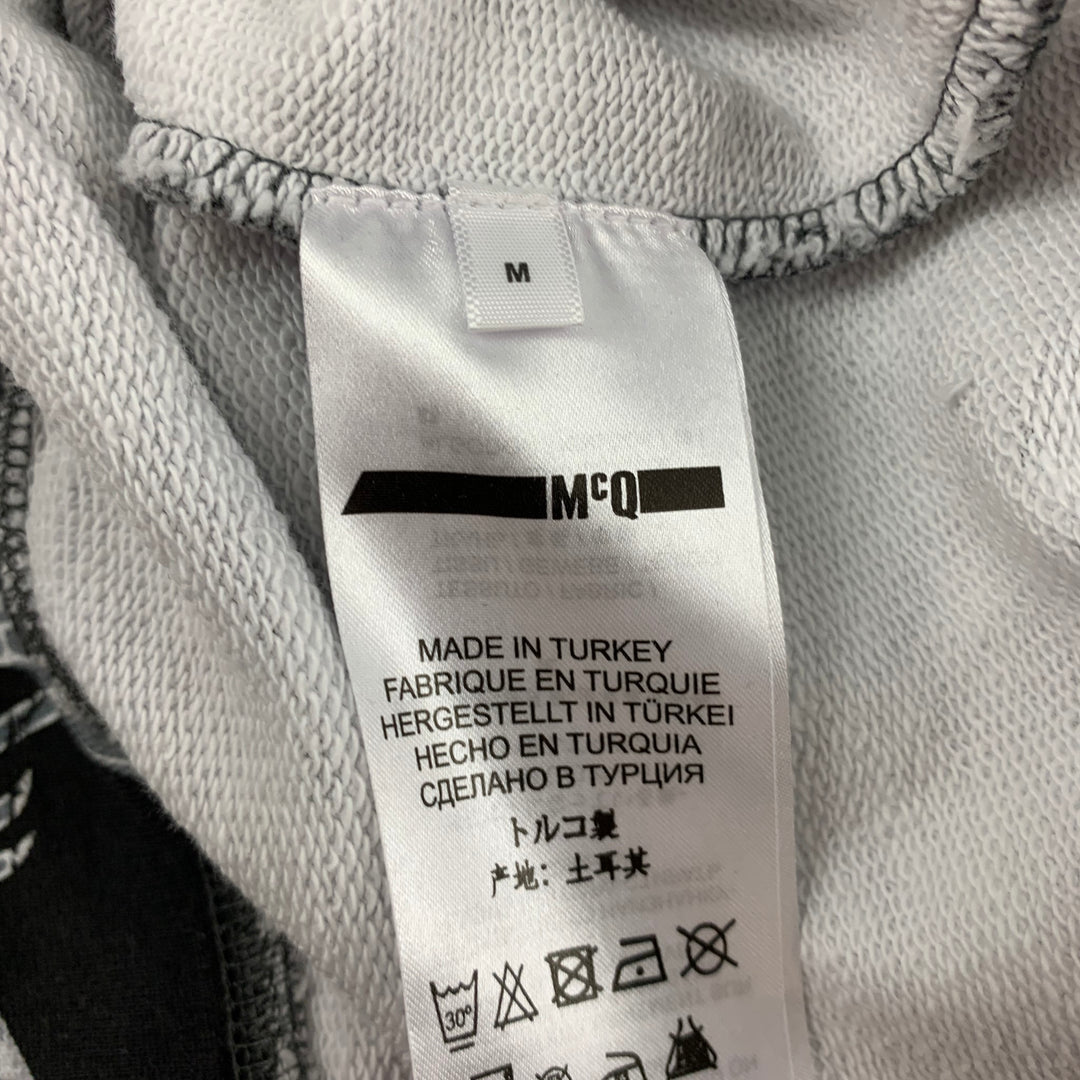 M
McQ
MADE IN TURKEY
FABRIQUE EN TURQUIE
HERGESTELLT IN TÜRKEI
HECHO EN TURQUIA
СДЕЛАНО В ТУРЦИЯ
トルコ製
产地: 土耳其
30°